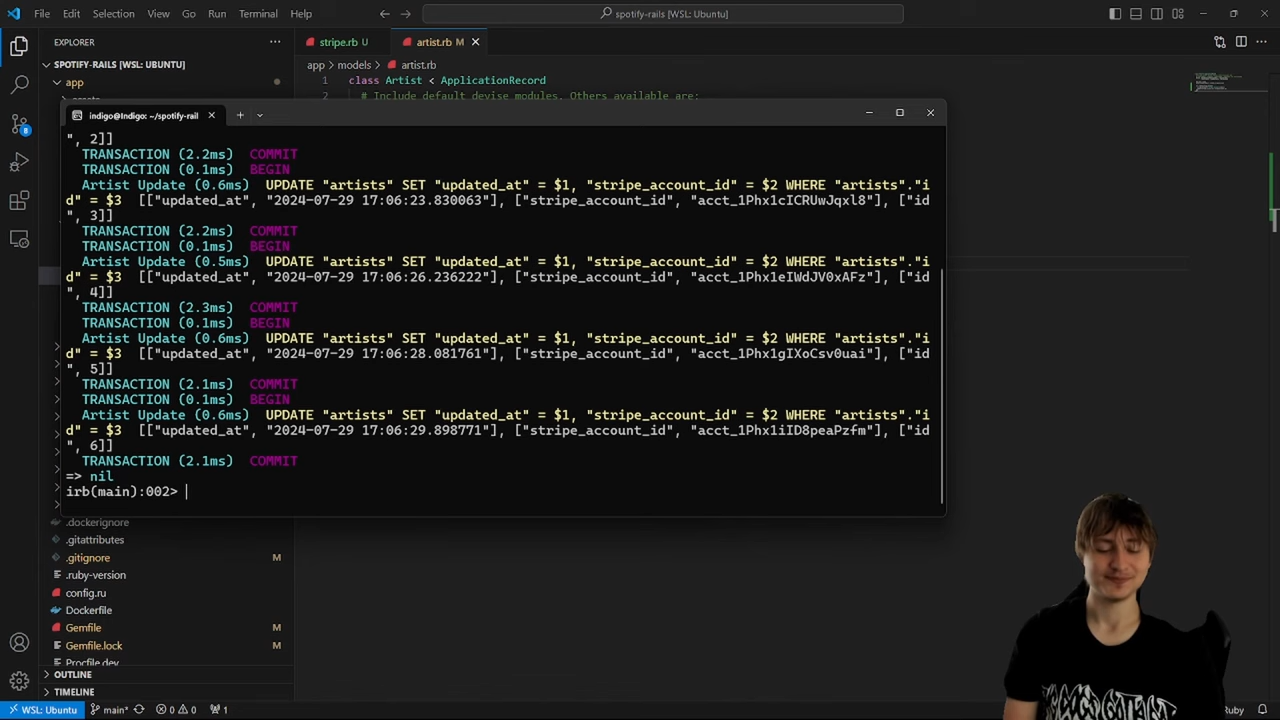 File Edit Selection View Go Run Terminal Help
spotify-rails [WSL: Ubuntu]
EXPLORER
stripe.rb U
artist.rb M
SPOTIFY-RAILS [WSL: UBUNTU]
app > models > artist.rb
app
1 class Artist < ApplicationRecord
2 # Include default devise modules. Others available are:
indigo@Indigo: ~/spotify-rail
", 2]]
TRANSACTION (2.2ms) COMMIT
TRANSACTION (0.1ms) BEGIN
Artist Update (0.6ms) UPDATE "artists" SET "updated_at" = $1, "stripe_account_id" = $2 WHERE "artists"."i
d" = $3 [["updated_at", "2024-07-29 17:06:23.830063"], ["stripe_account_id", "acct_1Phx1cICRUwJqxl8"], ["id
", 3]]
TRANSACTION (2.2ms) COMMIT
TRANSACTION (0.1ms) BEGIN
Artist Update (0.5ms) UPDATE "artists" SET "updated_at" = $1, "stripe_account_id" = $2 WHERE "artists"."i
d" = $3 [["updated_at", "2024-07-29 17:06:26.236222"], ["stripe_account_id", "acct_1Phx1eIWdJV0xAFz"], ["id
", 4]]
TRANSACTION (2.3ms) COMMIT
TRANSACTION (0.1ms) BEGIN
Artist Update (0.6ms) UPDATE "artists" SET "updated_at" = $1, "stripe_account_id" = $2 WHERE "artists"."i
d" = $3 [["updated_at", "2024-07-29 17:06:28.081761"], ["stripe_account_id", "acct_1Phx1gIXoCsv0uai"], ["id
", 5]]
TRANSACTION (2.1ms) COMMIT
TRANSACTION (0.1ms) BEGIN
Artist Update (0.6ms) UPDATE "artists" SET "updated_at" = $1, "stripe_account_id" = $2 WHERE "artists"."i
d" = $3 [["updated_at", "2024-07-29 17:06:29.898771"], ["stripe_account_id", "acct_1Phx1iID8peaPzfm"], ["id
", 6]]
TRANSACTION (2.1ms) COMMIT
=> nil
irb(main):002>
.dockerignore
.gitattributes
.gitignore M
.ruby-version
config.ru
Dockerfile
Gemfile M
Gemfile.lock M
Procfile.dev
OUTLINE
TIMELINE
WSL: Ubuntu main* 0 0 1 Ruby